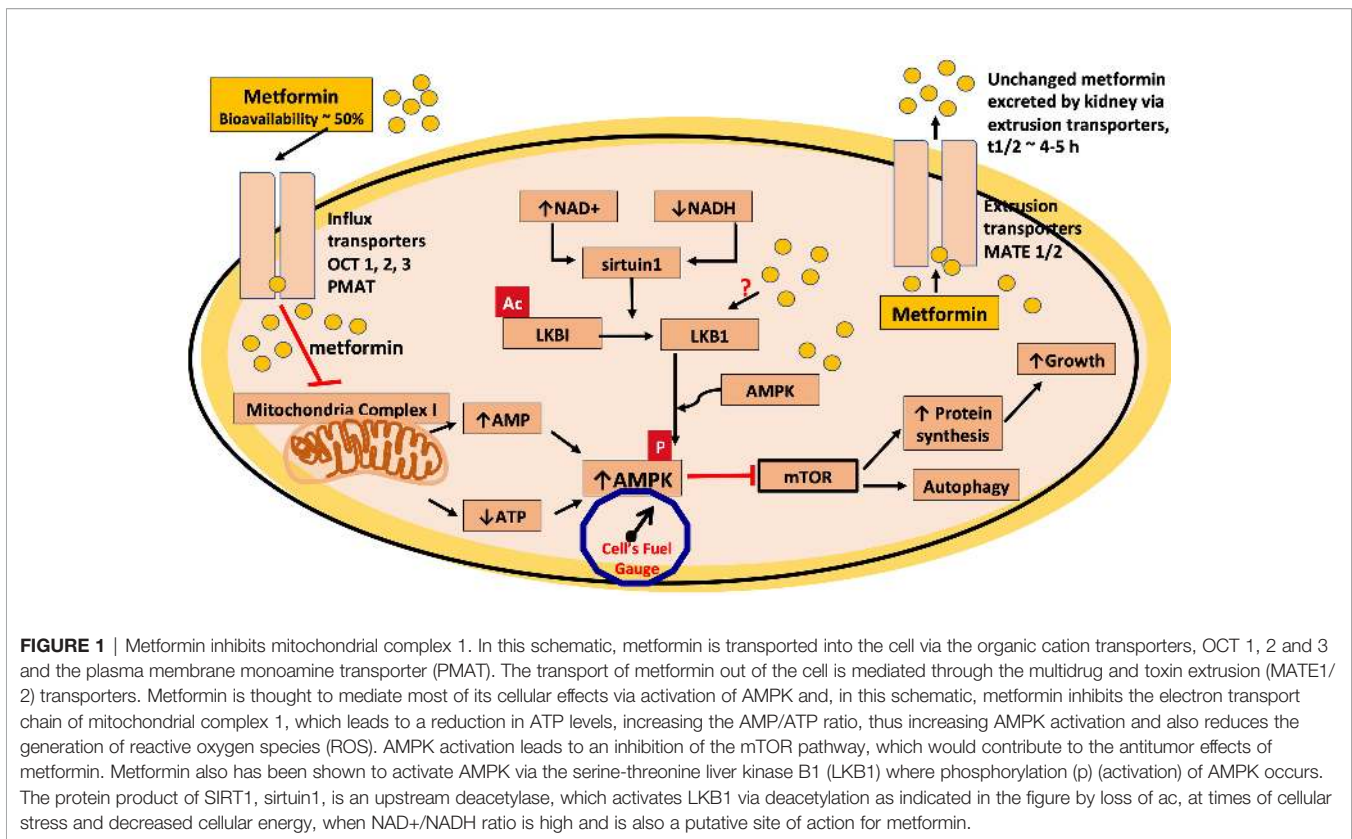 Metformin
Bioavailability ~ 50%
Unchanged metformin
excreted by kidney via
extrusion transporters,
t1/2 ~ 4-5 h
Influx
transporters
OCT 1, 2, 3
PMAT
↑NAD+
↓NADH
sirtuin1
Extrusion
transporters
MATE 1/2
Ac
LKBI
LKB1
?
Metformin
metformin
AMPK
↑Growth
Mitochondria Complex I
↑AMP
↑ Protein
synthesis
P
↑AMPK
mTOR
Autophagy
↓ATP
Cell's Fuel
Gauge
FIGURE 1 | Metformin inhibits mitochondrial complex 1. In this schematic, metformin is transported into the cell via the organic cation transporters, OCT 1, 2 and 3
and the plasma membrane monoamine transporter (PMAT). The transport of metformin out of the cell is mediated through the multidrug and toxin extrusion (MATE1/
2) transporters. Metformin is thought to mediate most of its cellular effects via activation of AMPK and, in this schematic, metformin inhibits the electron transport
chain of mitochondrial complex 1, which leads to a reduction in ATP levels, increasing the AMP/ATP ratio, thus increasing AMPK activation and also reduces the
generation of reactive oxygen species (ROS). AMPK activation leads to an inhibition of the mTOR pathway, which would contribute to the antitumor effects of
metformin. Metformin also has been shown to activate AMPK via the serine-threonine liver kinase B1 (LKB1) where phosphorylation (p) (activation) of AMPK occurs.
The protein product of SIRT1, sirtuin1, is an upstream deacetylase, which activates LKB1 via deacetylation as indicated in the figure by loss of ac, at times of cellular
stress and decreased cellular energy, when NAD+/NADH ratio is high and is also a putative site of action for metformin.